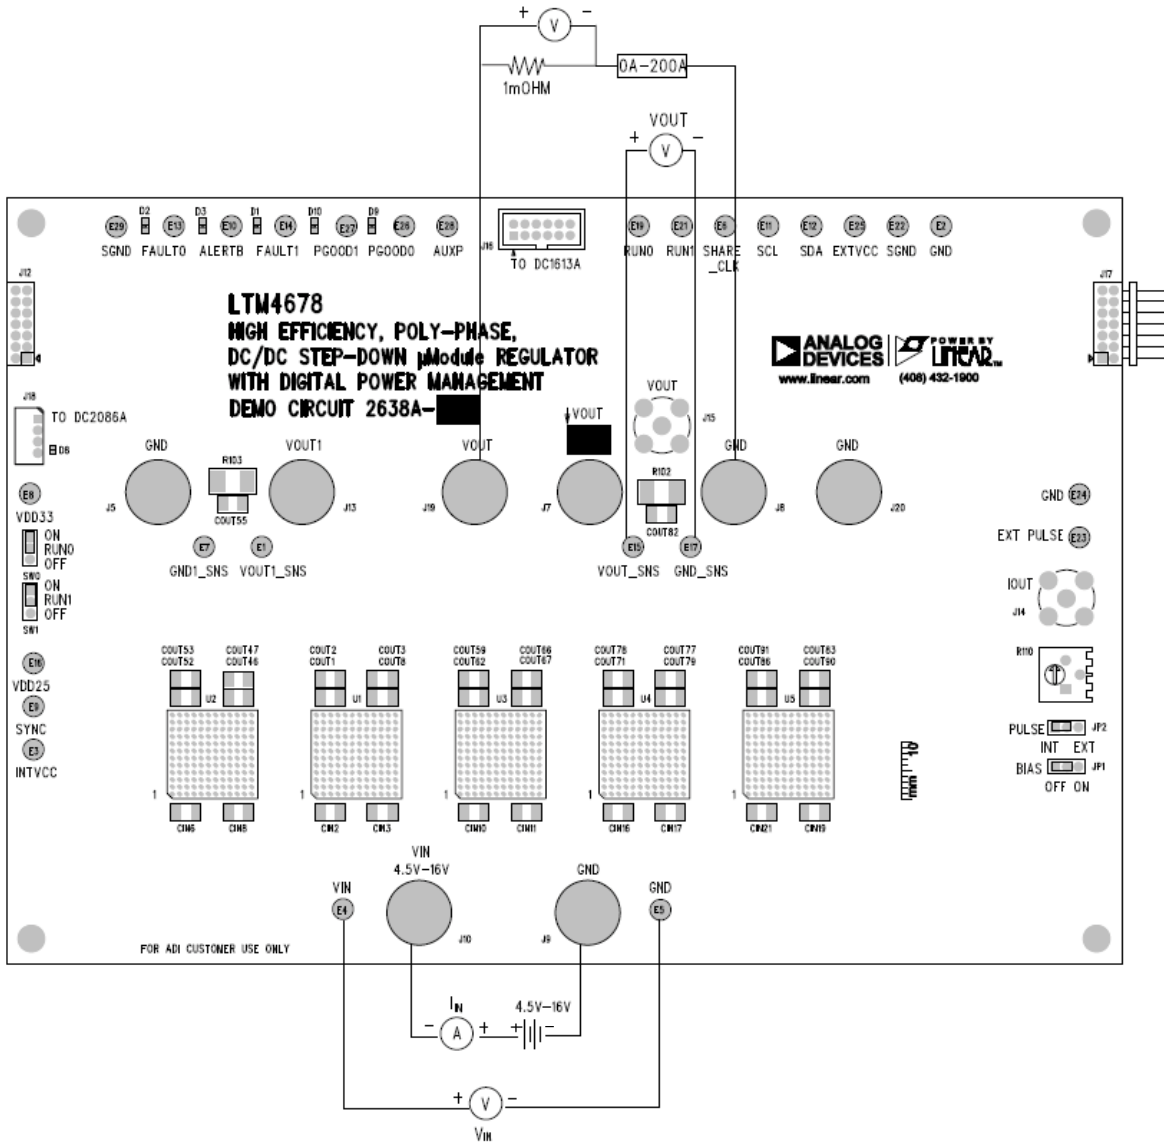 + V -
1mOHM
0A-200A
VOUT
+ V -
D2 D3 D1 D10 D9
E29 E13 E10 E14 E27 E26 E28
SGND FAULT0 ALERTB FAULT1 PGOOD1 PGOOD0 AUXP
J16
TO DC1613A
E19 E21 E6 E11 E12 E25 E22 E2
RUN0 RUN1 SHARE_CLK SCL SDA EXTVCC SGND GND
J12
J17
LTM4678
HIGH EFFICIENCY, POLY-PHASE,
DC/DC STEP-DOWN µModule REGULATOR
WITH DIGITAL POWER MANAGEMENT
DEMO CIRCUIT 2638A-
ANALOG DEVICES
POWER BY LINEAR™
www.linear.com (408) 432-1900
J18
TO DC2086A
D6
VOUT
J15
VOUT
GND VOUT1 VOUT GND GND
R103
COUT55
R102
COUT82
J5 J13 J19 J7 J8 J20
E7 E1
GND1_SNS VOUT1_SNS
E15 E17
VOUT_SNS GND_SNS
E8
VDD33
ON
RUN0
OFF
SW0
ON
RUN1
OFF
SW1
E16
VDD25
E9
SYNC
E3
INTVCC
GND E24
EXT PULSE E23
IOUT
J14
R110
PULSE JP2
INT EXT
BIAS JP1
OFF ON
COUT53 COUT47 COUT2 COUT3 COUT59 COUT66 COUT78 COUT77 COUT91 COUT83
COUT52 COUT46 COUT1 COUT8 COUT62 COUT67 COUT71 COUT79 COUT86 COUT90
U2 U1 U3 U4 U5
1 1 1 1 1
CIN6 CIN8 CIN2 CIN3 CIN10 CIN11 CIN16 CIN17 CIN21 CIN19
mm 10
VIN
4.5V-16V
GND
VIN
E4
GND
E5
J10 J9
FOR ADI CUSTOMER USE ONLY
IIN
4.5V-16V
- A + + -
+ V -
VIN